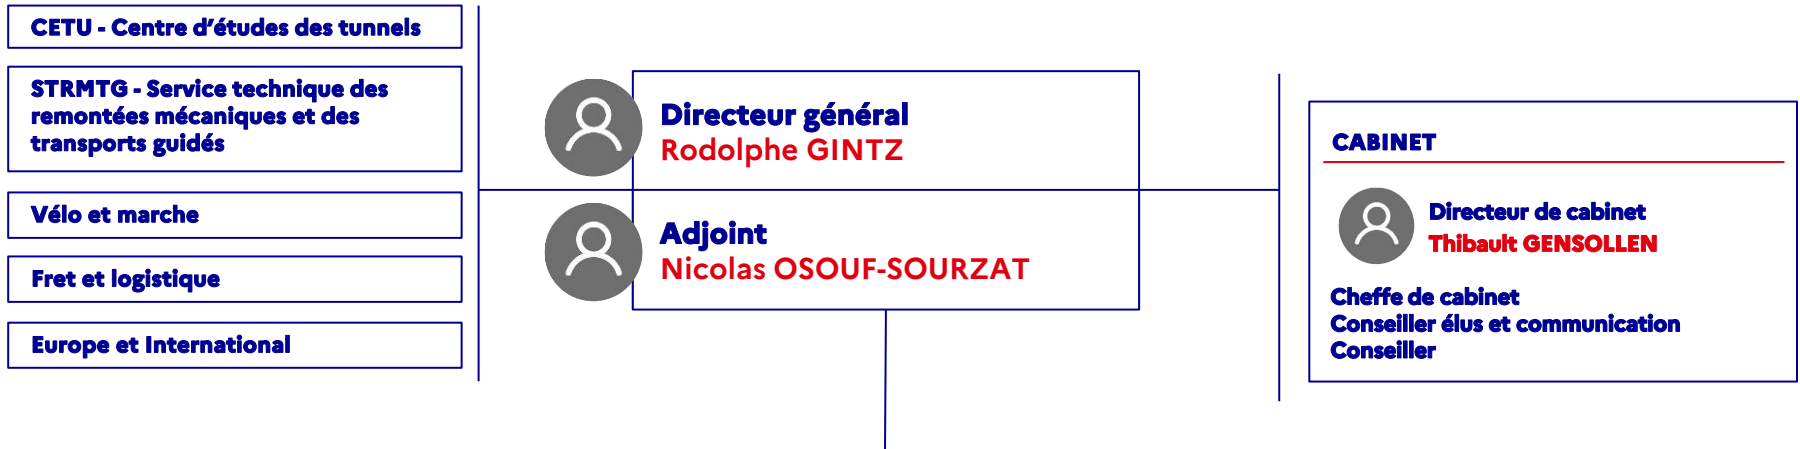 CETU - Centre d'études des tunnels
STRMTG - Service technique des
remontées mécaniques et des
transports guidés
Vélo et marche
Fret et logistique
Europe et International
Directeur général
Rodolphe GINTZ
Adjoint
Nicolas OSOUF-SOURZAT
CABINET
Directeur de cabinet
Thibault GENSOLLEN
Cheffe de cabinet
Conseiller élus et communication
Conseiller